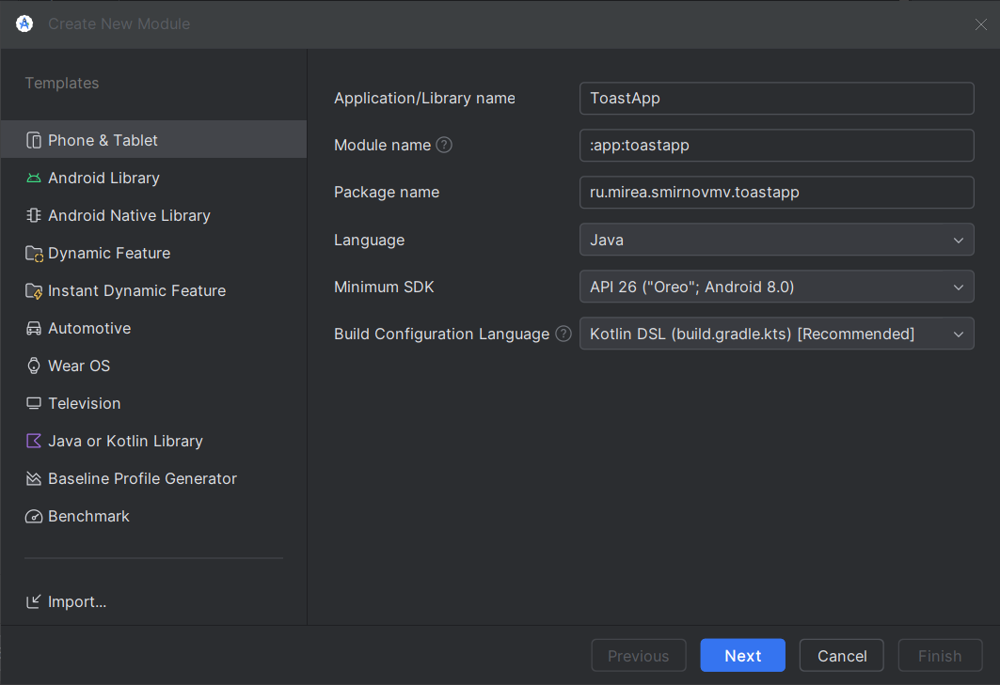 Create New Module
Templates
Phone & Tablet
Android Library
Android Native Library
Dynamic Feature
Instant Dynamic Feature
Automotive
Wear OS
Television
Java or Kotlin Library
Baseline Profile Generator
Benchmark
Import...
Application/Library name ToastApp
Module name ? :app:toastapp
Package name ru.mirea.smirnovmv.toastapp
Language Java
Minimum SDK API 26 ("Oreo"; Android 8.0)
Build Configuration Language ? Kotlin DSL (build.gradle.kts) [Recommended]
Previous Next Cancel Finish